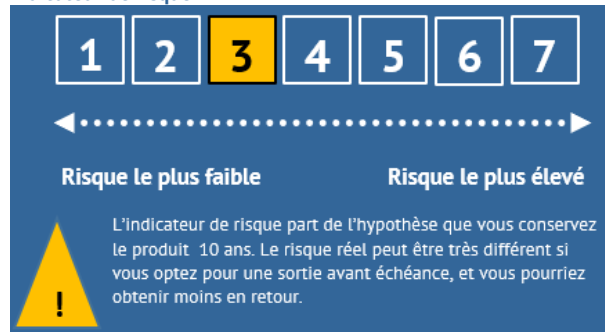 1 2 3 4 5 6 7
Risque le plus faible Risque le plus élevé
L'indicateur de risque part de l'hypothèse que vous conservez
le produit 10 ans. Le risque réel peut être très différent si
vous optez pour une sortie avant échéance, et vous pourriez
obtenir moins en retour.
!